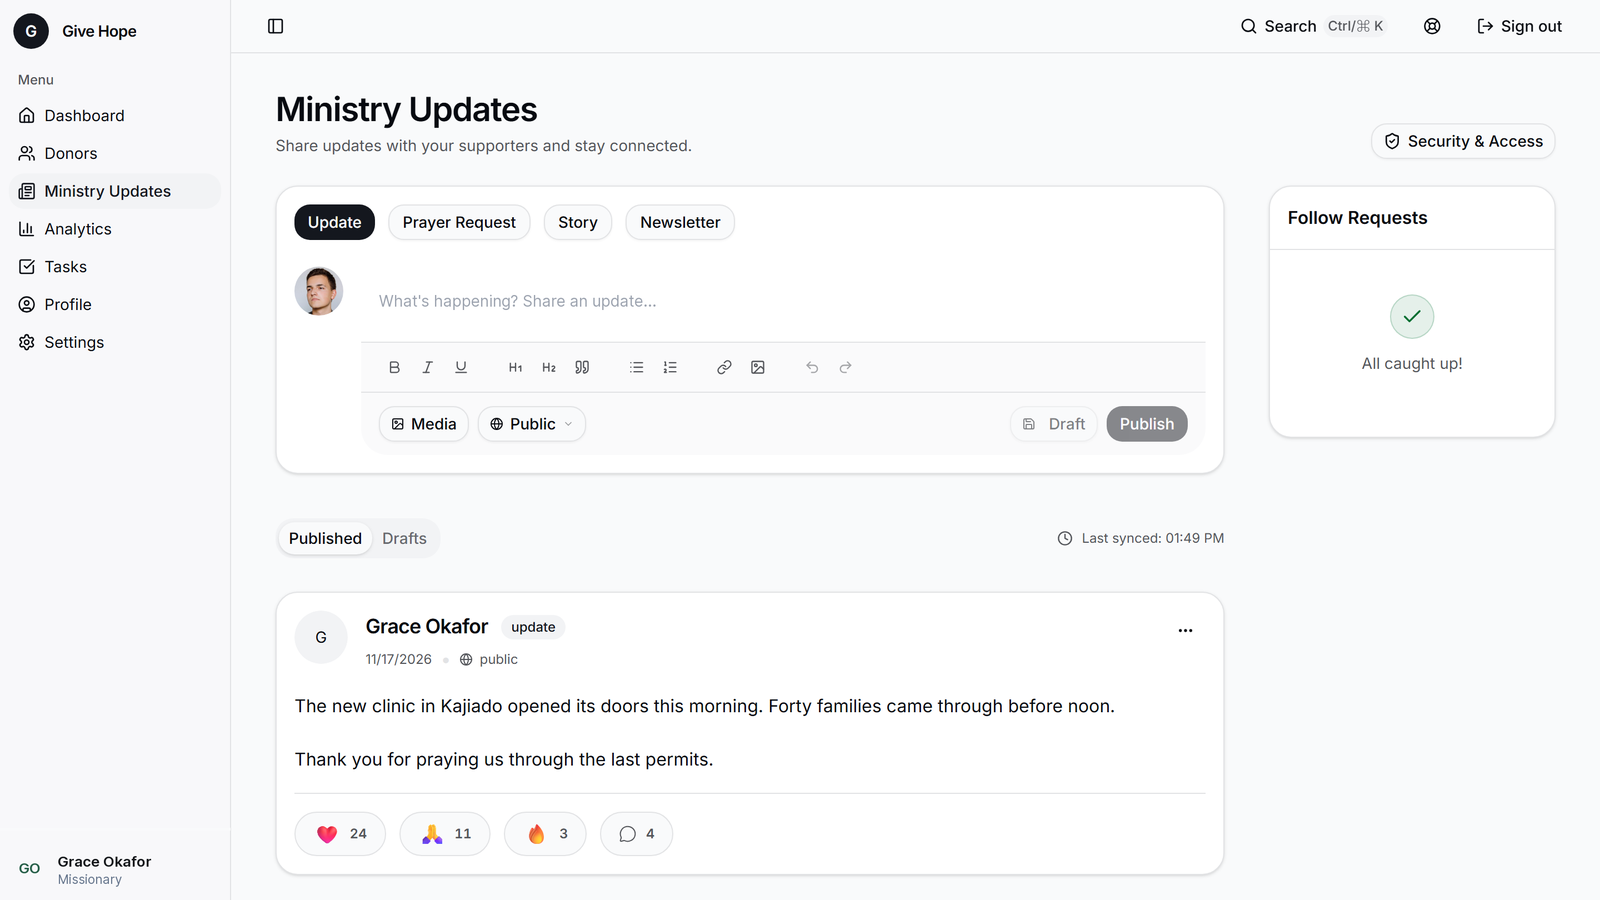 G Give Hope
Menu
Dashboard
Donors
Ministry Updates
Analytics
Tasks
Profile
Settings
GO
Grace Okafor
Missionary
Search Ctrl/⌘ K
Sign out
Ministry Updates
Share updates with your supporters and stay connected.
Security & Access
Update Prayer Request Story Newsletter
What's happening? Share an update...
B I U H1 H2
Media Public Draft Publish
Follow Requests
All caught up!
Published Drafts
Last synced: 01:49 PM
G
Grace Okafor update
11/17/2026 public
The new clinic in Kajiado opened its doors this morning. Forty families came through before noon.
Thank you for praying us through the last permits.
24 11 3 4